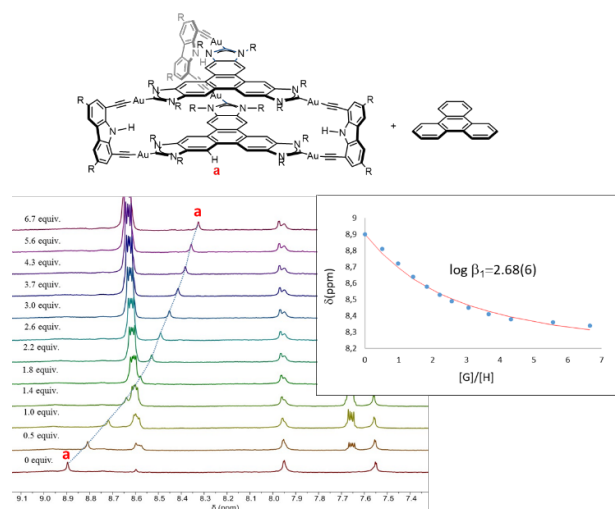 R Au
R N N R
N H
R
R Au R
R N N R
Au N N Au
R R-N N-R R
N-H H-N
R N N R
Au N N Au
R R H R R
a
+
6.7 equiv.
5.6 equiv.
4.3 equiv.
3.7 equiv.
3.0 equiv.
2.6 equiv.
2.2 equiv.
1.8 equiv.
1.4 equiv.
1.0 equiv.
0.5 equiv.
0 equiv.
a
a
9.1 9.0 8.9 8.8 8.7 8.6 8.5 8.4 8.3 8.2 8.1 8.0 7.9 7.8 7.7 7.6 7.5 7.4
δ (ppm)
δ(ppm)
9
8,9
8,8
8,7
8,6
8,5
8,4
8,3
8,2
log β₁=2.68(6)
0 1 2 3 4 5 6 7
[G]/[H]